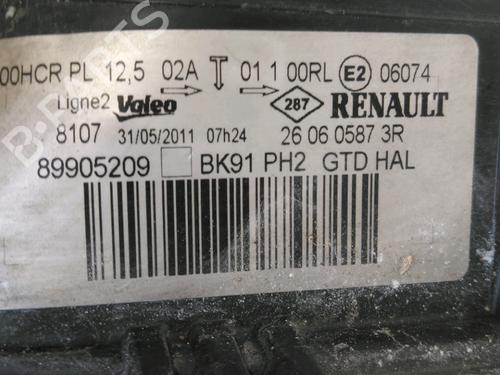 00HCR PL 12,5 02A 01 1 00RL E2 06074
Ligne2 Valeo 287 RENAULT
8107 31/05/2011 07h24 26 06 0587 3R
89905209 BK91 PH2 GTD HAL
B-PARTS